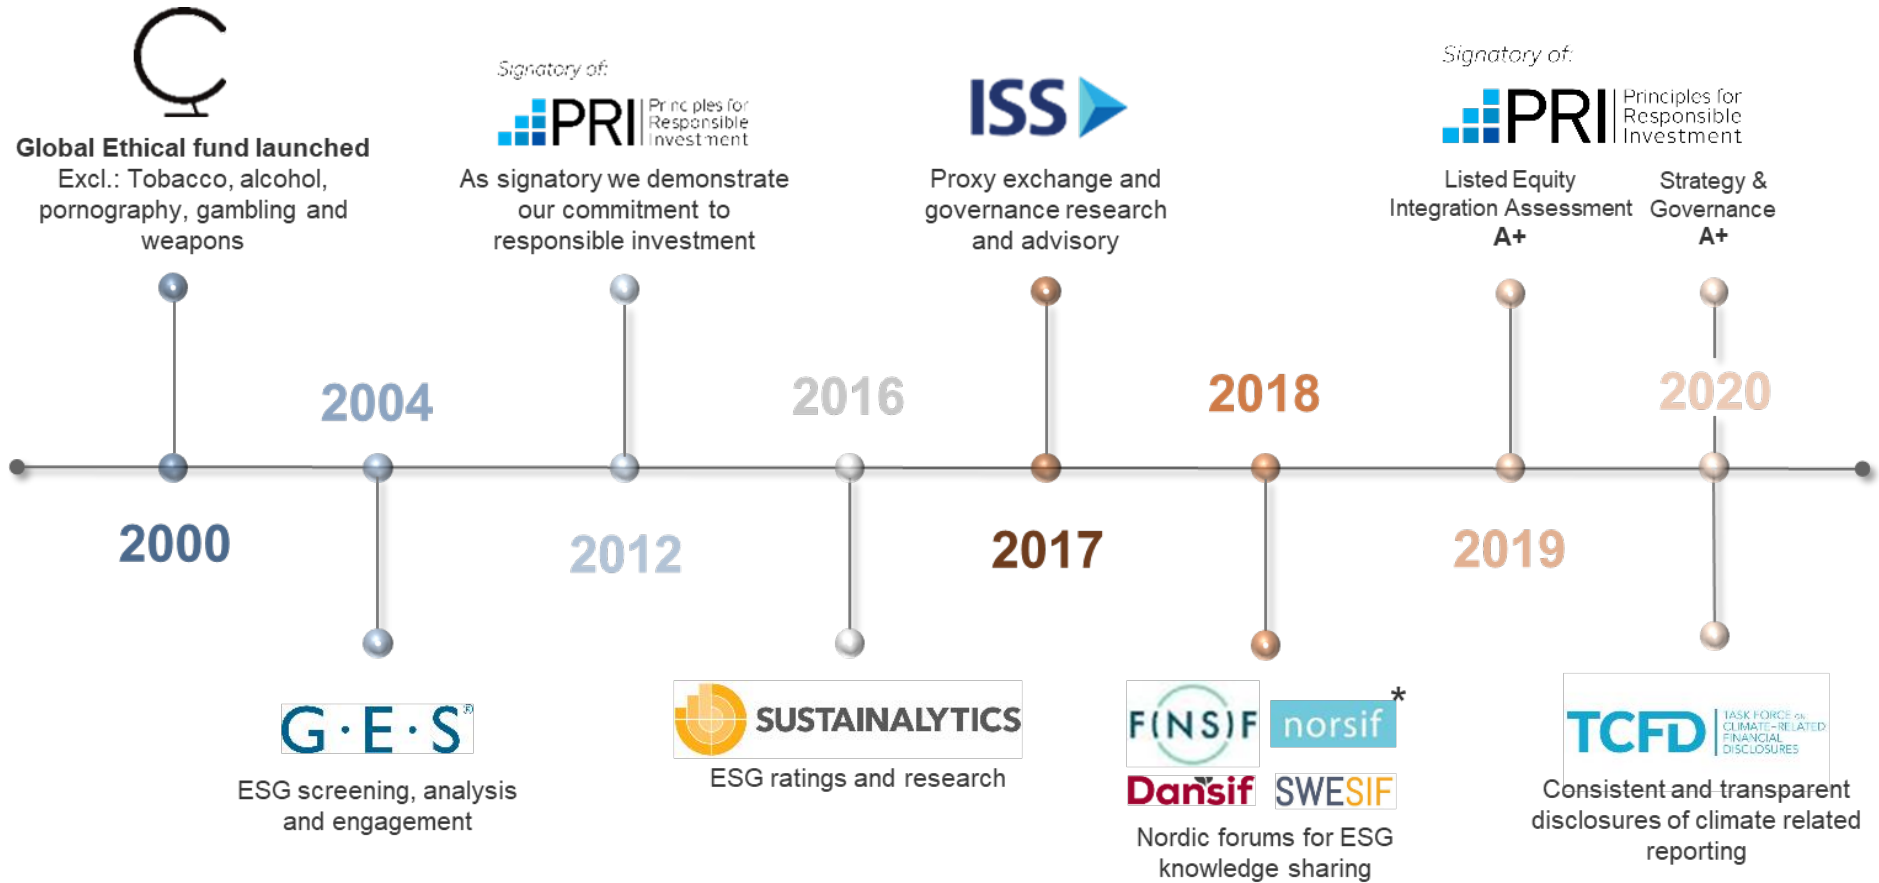 Global Ethical fund launched
Excl.: Tobacco, alcohol,
pornography, gambling and
weapons
Signatory of:
PRI
Principles for
Responsible
Investment
As signatory we demonstrate
our commitment to
responsible investment
ISS
Proxy exchange and
governance research
and advisory
Signatory of:
PRI
Principles for
Responsible
Investment
Listed Equity
Integration Assessment
A+
Strategy &
Governance
A+
2004
2016
2018
2020
2000
2012
2017
2019
G·E·S®
ESG screening, analysis
and engagement
SUSTAINALYTICS
ESG ratings and research
F(NS)F
norsif
*
Dansif
SWESIF
Nordic forums for ESG
knowledge sharing
TCFD
TASK FORCE ON
CLIMATE-RELATED
FINANCIAL
DISCLOSURES
Consistent and transparent
disclosures of climate related
reporting